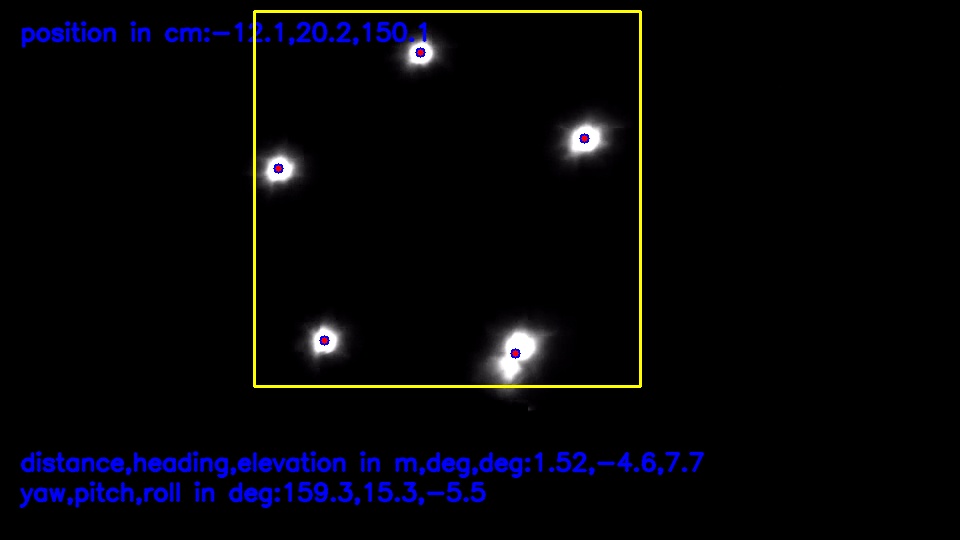 position in cm:-12.1,20.2,150.1
distance,heading,elevation in m,deg,deg:1.52,-4.6,7.7
yaw,pitch,roll in deg:159.3,15.3,-5.5